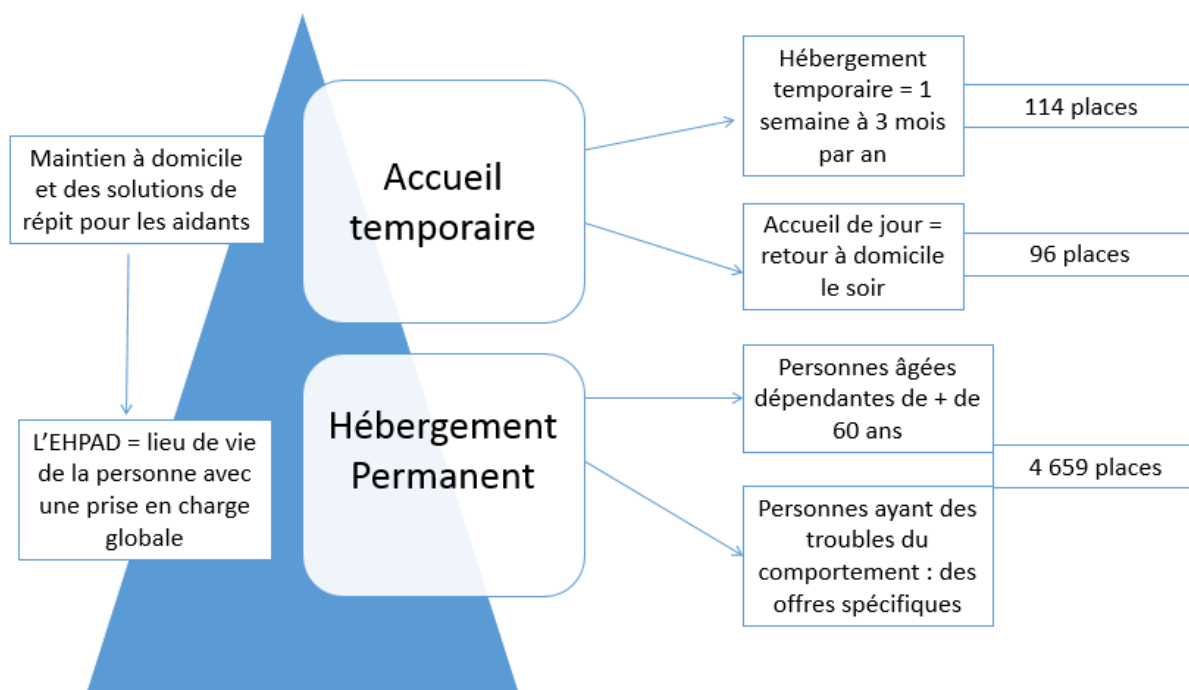 Maintien à domicile
et des solutions de
répit pour les aidants
L’EHPAD = lieu de vie
de la personne avec
une prise en charge
globale
Accueil
temporaire
Hébergement
temporaire = 1
semaine à 3 mois
par an
114 places
Accueil de jour =
retour à domicile
le soir
96 places
Hébergement
Permanent
Personnes âgées
dépendantes de + de
60 ans
Personnes ayant des
troubles du
comportement : des
offres spécifiques
4 659 places